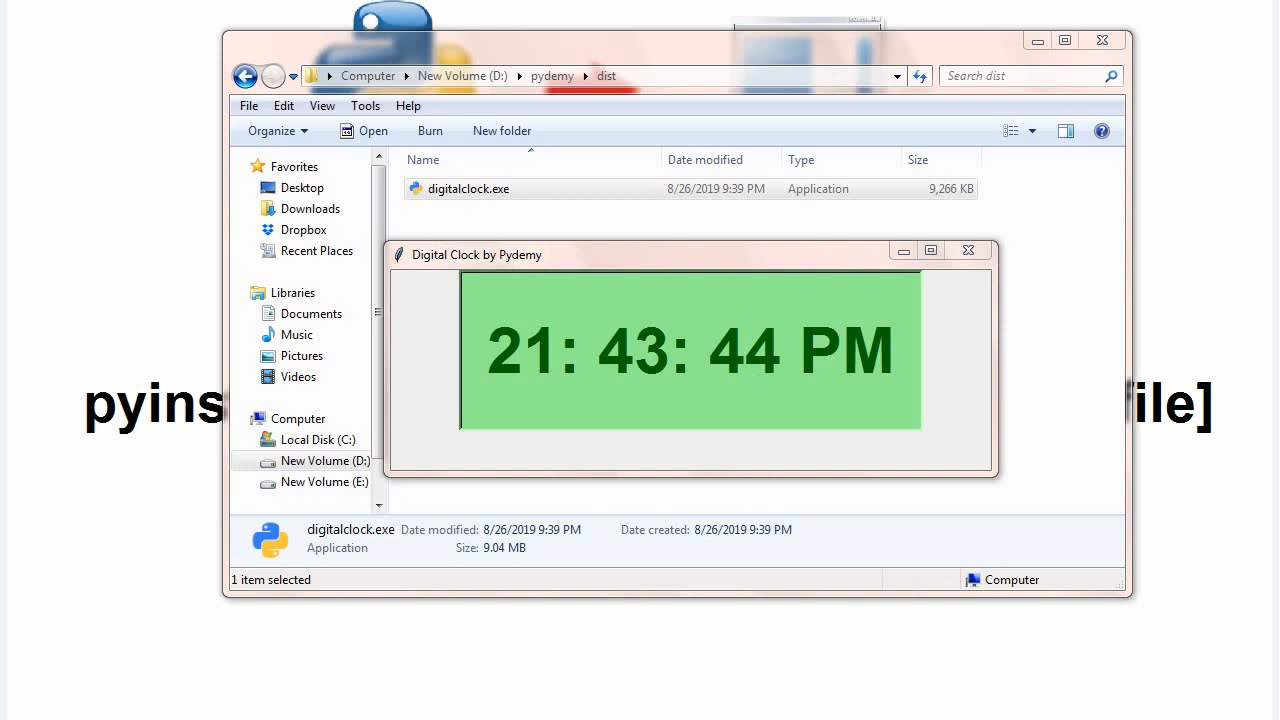 Computer New Volume (D:) pydemy dist Search dist
File Edit View Tools Help
Organize Open Burn New folder
Name Date modified Type Size
digitalclock.exe 8/26/2019 9:39 PM Application 9,266 KB
Favorites
Desktop
Downloads
Dropbox
Recent Places
Libraries
Documents
Music
Pictures
Videos
Computer
Local Disk (C:)
New Volume (D:)
New Volume (E:)
Digital Clock by Pydemy
21: 43: 44 PM
pyins
ile]
digitalclock.exe Date modified: 8/26/2019 9:39 PM Date created: 8/26/2019 9:39 PM
Application Size: 9.04 MB
1 item selected Computer